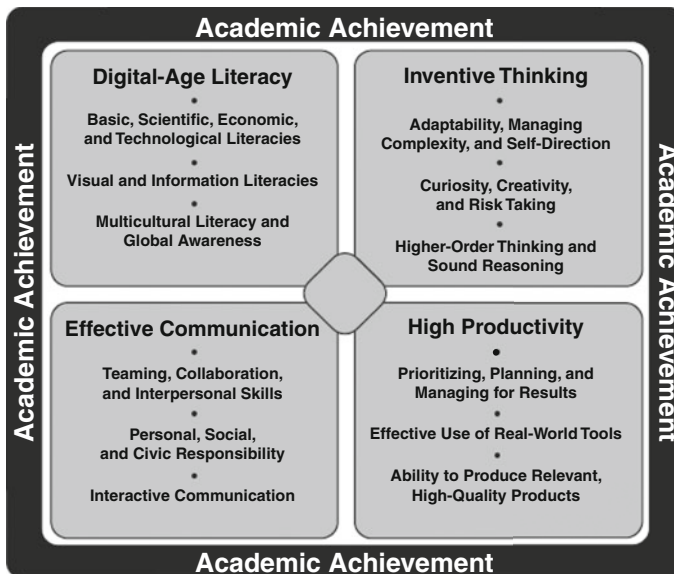 Academic Achievement
Academic Achievement
Digital-Age Literacy
•
Basic, Scientific, Economic,
and Technological Literacies
•
Visual and Information Literacies
•
Multicultural Literacy and
Global Awareness
Inventive Thinking
•
Adaptability, Managing
Complexity, and Self-Direction
•
Curiosity, Creativity,
and Risk Taking
•
Higher-Order Thinking and
Sound Reasoning
Academic Achievement
Effective Communication
•
Teaming, Collaboration,
and Interpersonal Skills
•
Personal, Social,
and Civic Responsibility
•
Interactive Communication
High Productivity
•
Prioritizing, Planning, and
Managing for Results
•
Effective Use of Real-World Tools
•
Ability to Produce Relevant,
High-Quality Products
Academic Achievement